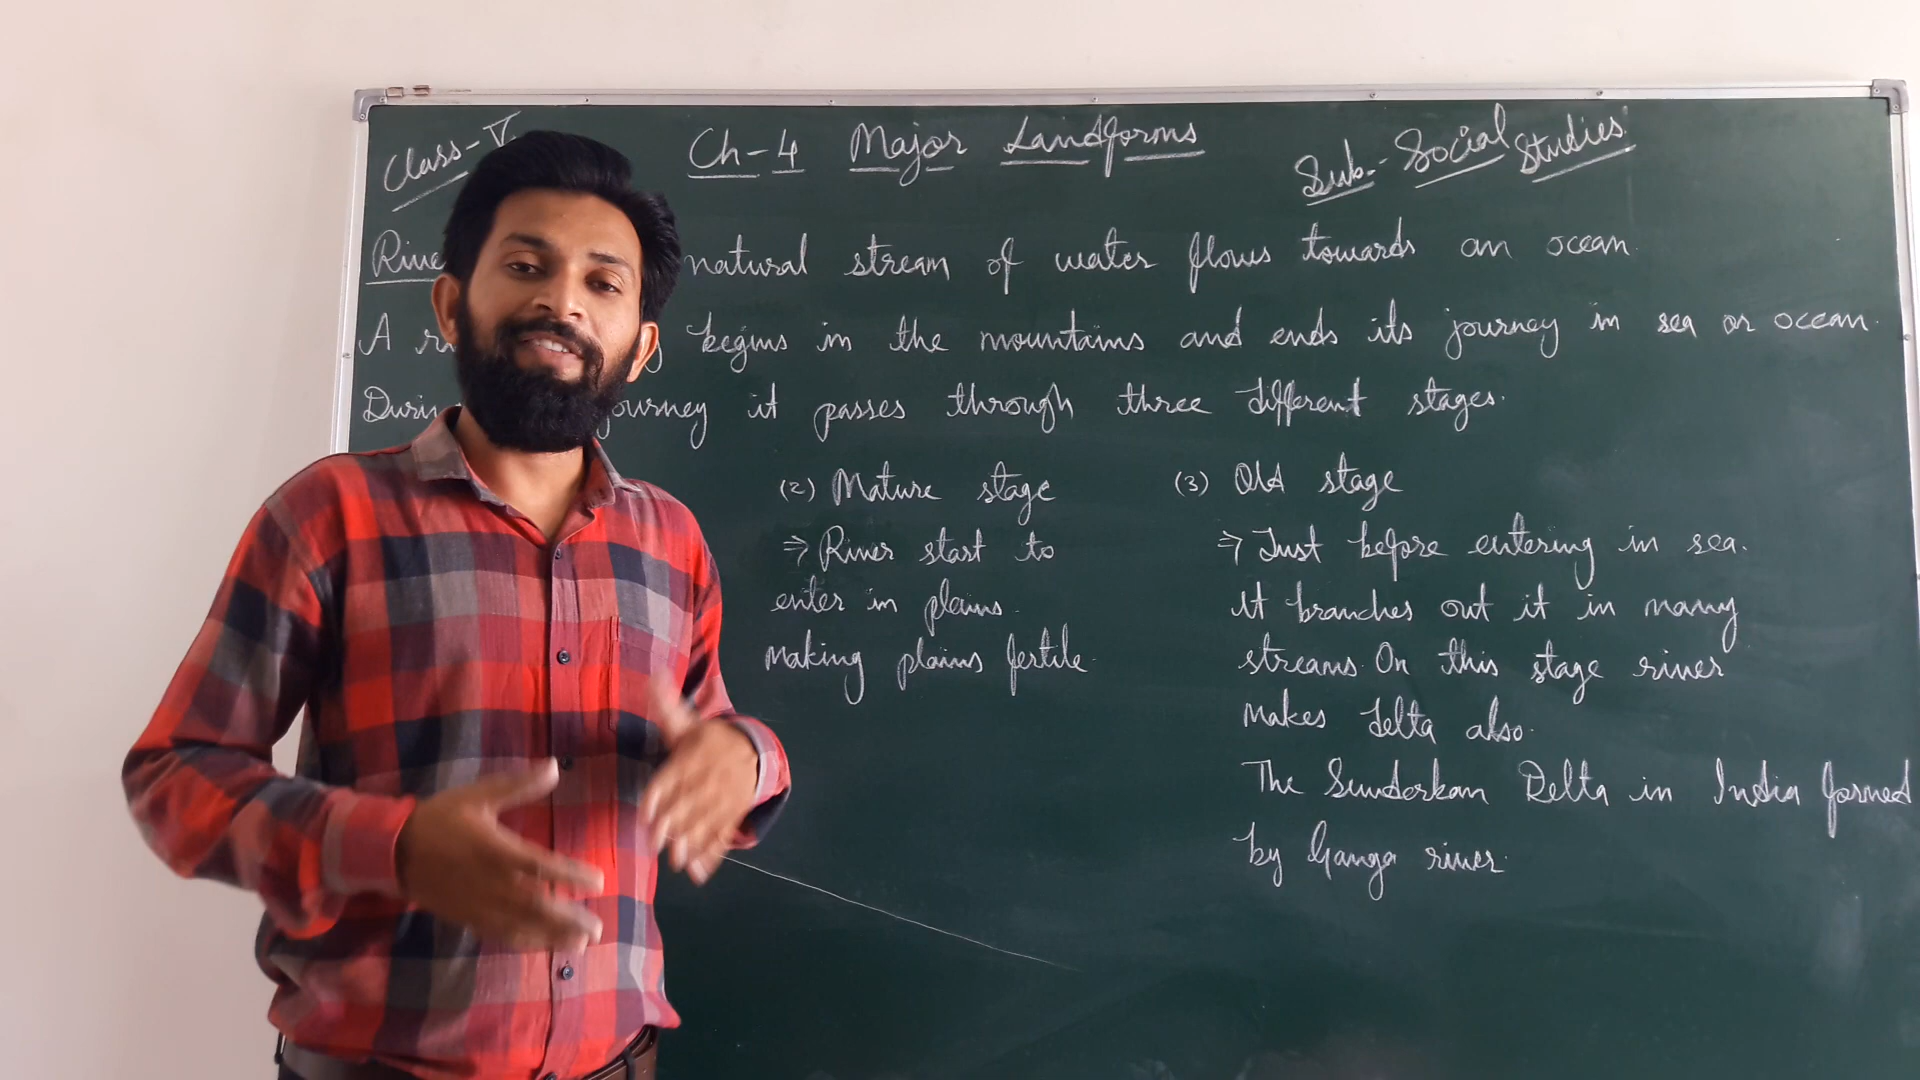 Class-V
Ch-4 Major Landforms
Sub.- Social Studies
natural stream of water flows towards an ocean.
A begins in the mountains and ends its journey in sea or ocean.
it passes through three different stages.
(2) Mature stage
⇒ River start to
enter in plains.
making plains fertile.
(3) Old stage
⇒ Just before entering in sea.
It branches out it in many
streams. On this stage river
makes delta also.
The Sunderban Delta in India formed
by Ganga river.